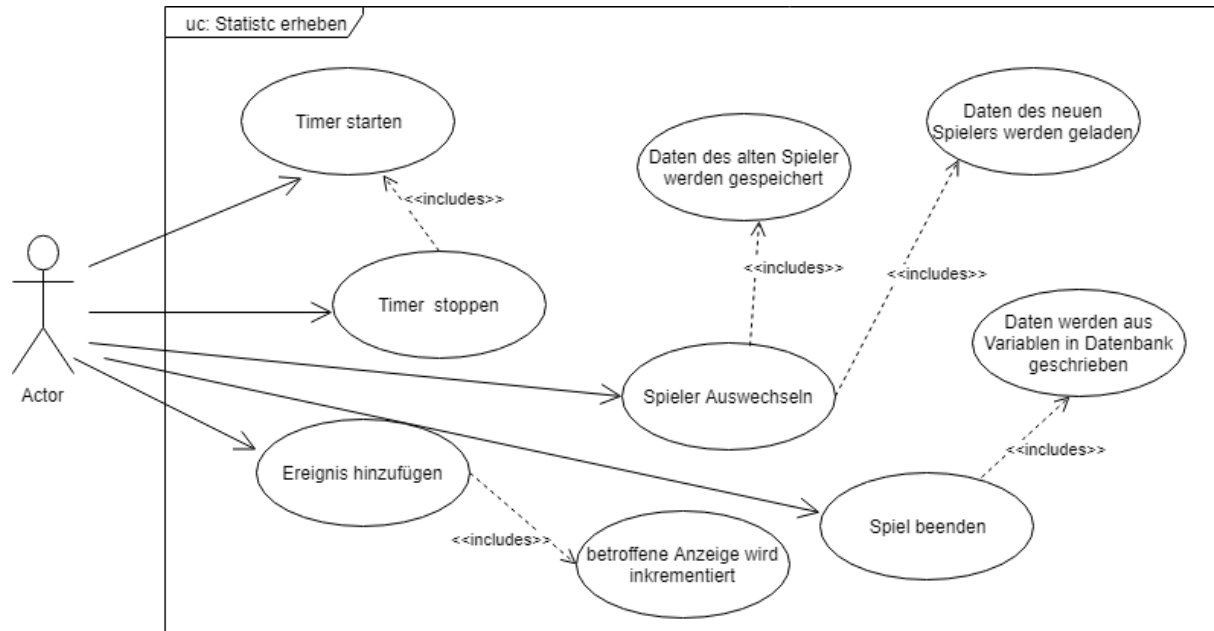 uc: Statistc erheben
Timer starten
Daten des neuen
Spielers werden geladen
Daten des alten Spieler
werden gespeichert
<<includes>>
Timer  stoppen
<<includes>>
<<includes>>
Daten werden aus
Variablen in Datenbank
geschrieben
Actor
Spieler Auswechseln
<<includes>>
Ereignis hinzufügen
Spiel beenden
<<includes>>
betroffene Anzeige wird
inkrementiert